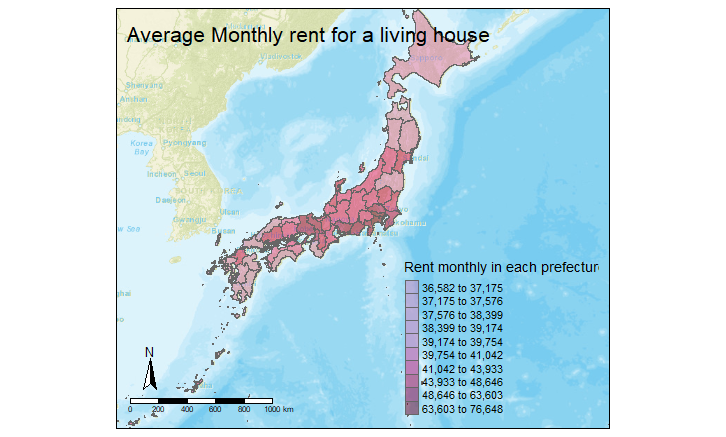 Average Monthly rent for a living house
Vladivostok
Shenyang
Anshan
Korea
Bay
Pyongyang
Incheon
Seoul
SOUTH KOREA
Daejeon
Gwangju
Ulsan
Busan
Rent monthly in each prefecture
36,582 to 37,175
37,175 to 37,576
37,576 to 38,399
38,399 to 39,174
39,174 to 39,754
39,754 to 41,042
41,042 to 43,933
43,933 to 48,646
48,646 to 63,603
63,603 to 76,648
N
0 200 400 600 800 1000 km